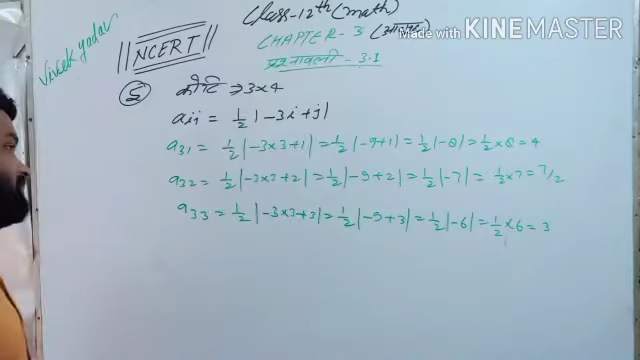 Class-12th (math)
CHAPTER-3 (आव्यूह)
Made with KINEMASTER
Vivek yadav
NCERT
प्रश्नावली - 3.1
5 कोटि → 3×4
aij = 1/2 |-3i+j|
a31 = 1/2 |-3×3+1| = 1/2 |-9+1| = 1/2 |-8| = 1/2 × 8 = 4
a32 = 1/2 |-3×3+2| = 1/2 |-9+2| = 1/2 |-7| = 1/2 × 7 = 7/2
a33 = 1/2 |-3×3+3| = 1/2 |-9+3| = 1/2 |-6| = 1/2 × 6 = 3